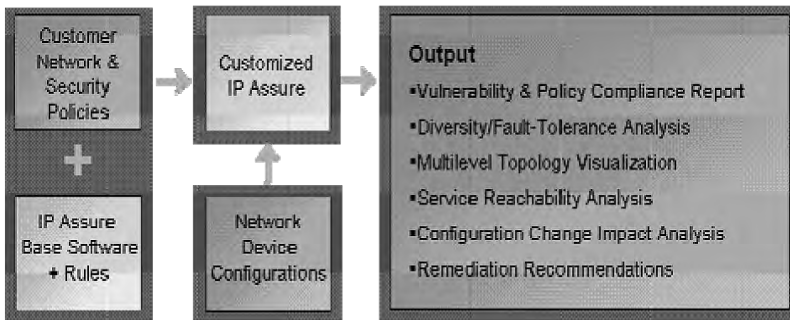 Customer
Network &
Security
Policies
+
IP Assure
Base Software
+ Rules
Customized
IP Assure
Network
Device
Configurations
Output
▪Vulnerability & Policy Compliance Report
▪Diversity/Fault-Tolerance Analysis
▪Multilevel Topology Visualization
▪Service Reachability Analysis
▪Configuration Change Impact Analysis
▪Remediation Recommendations